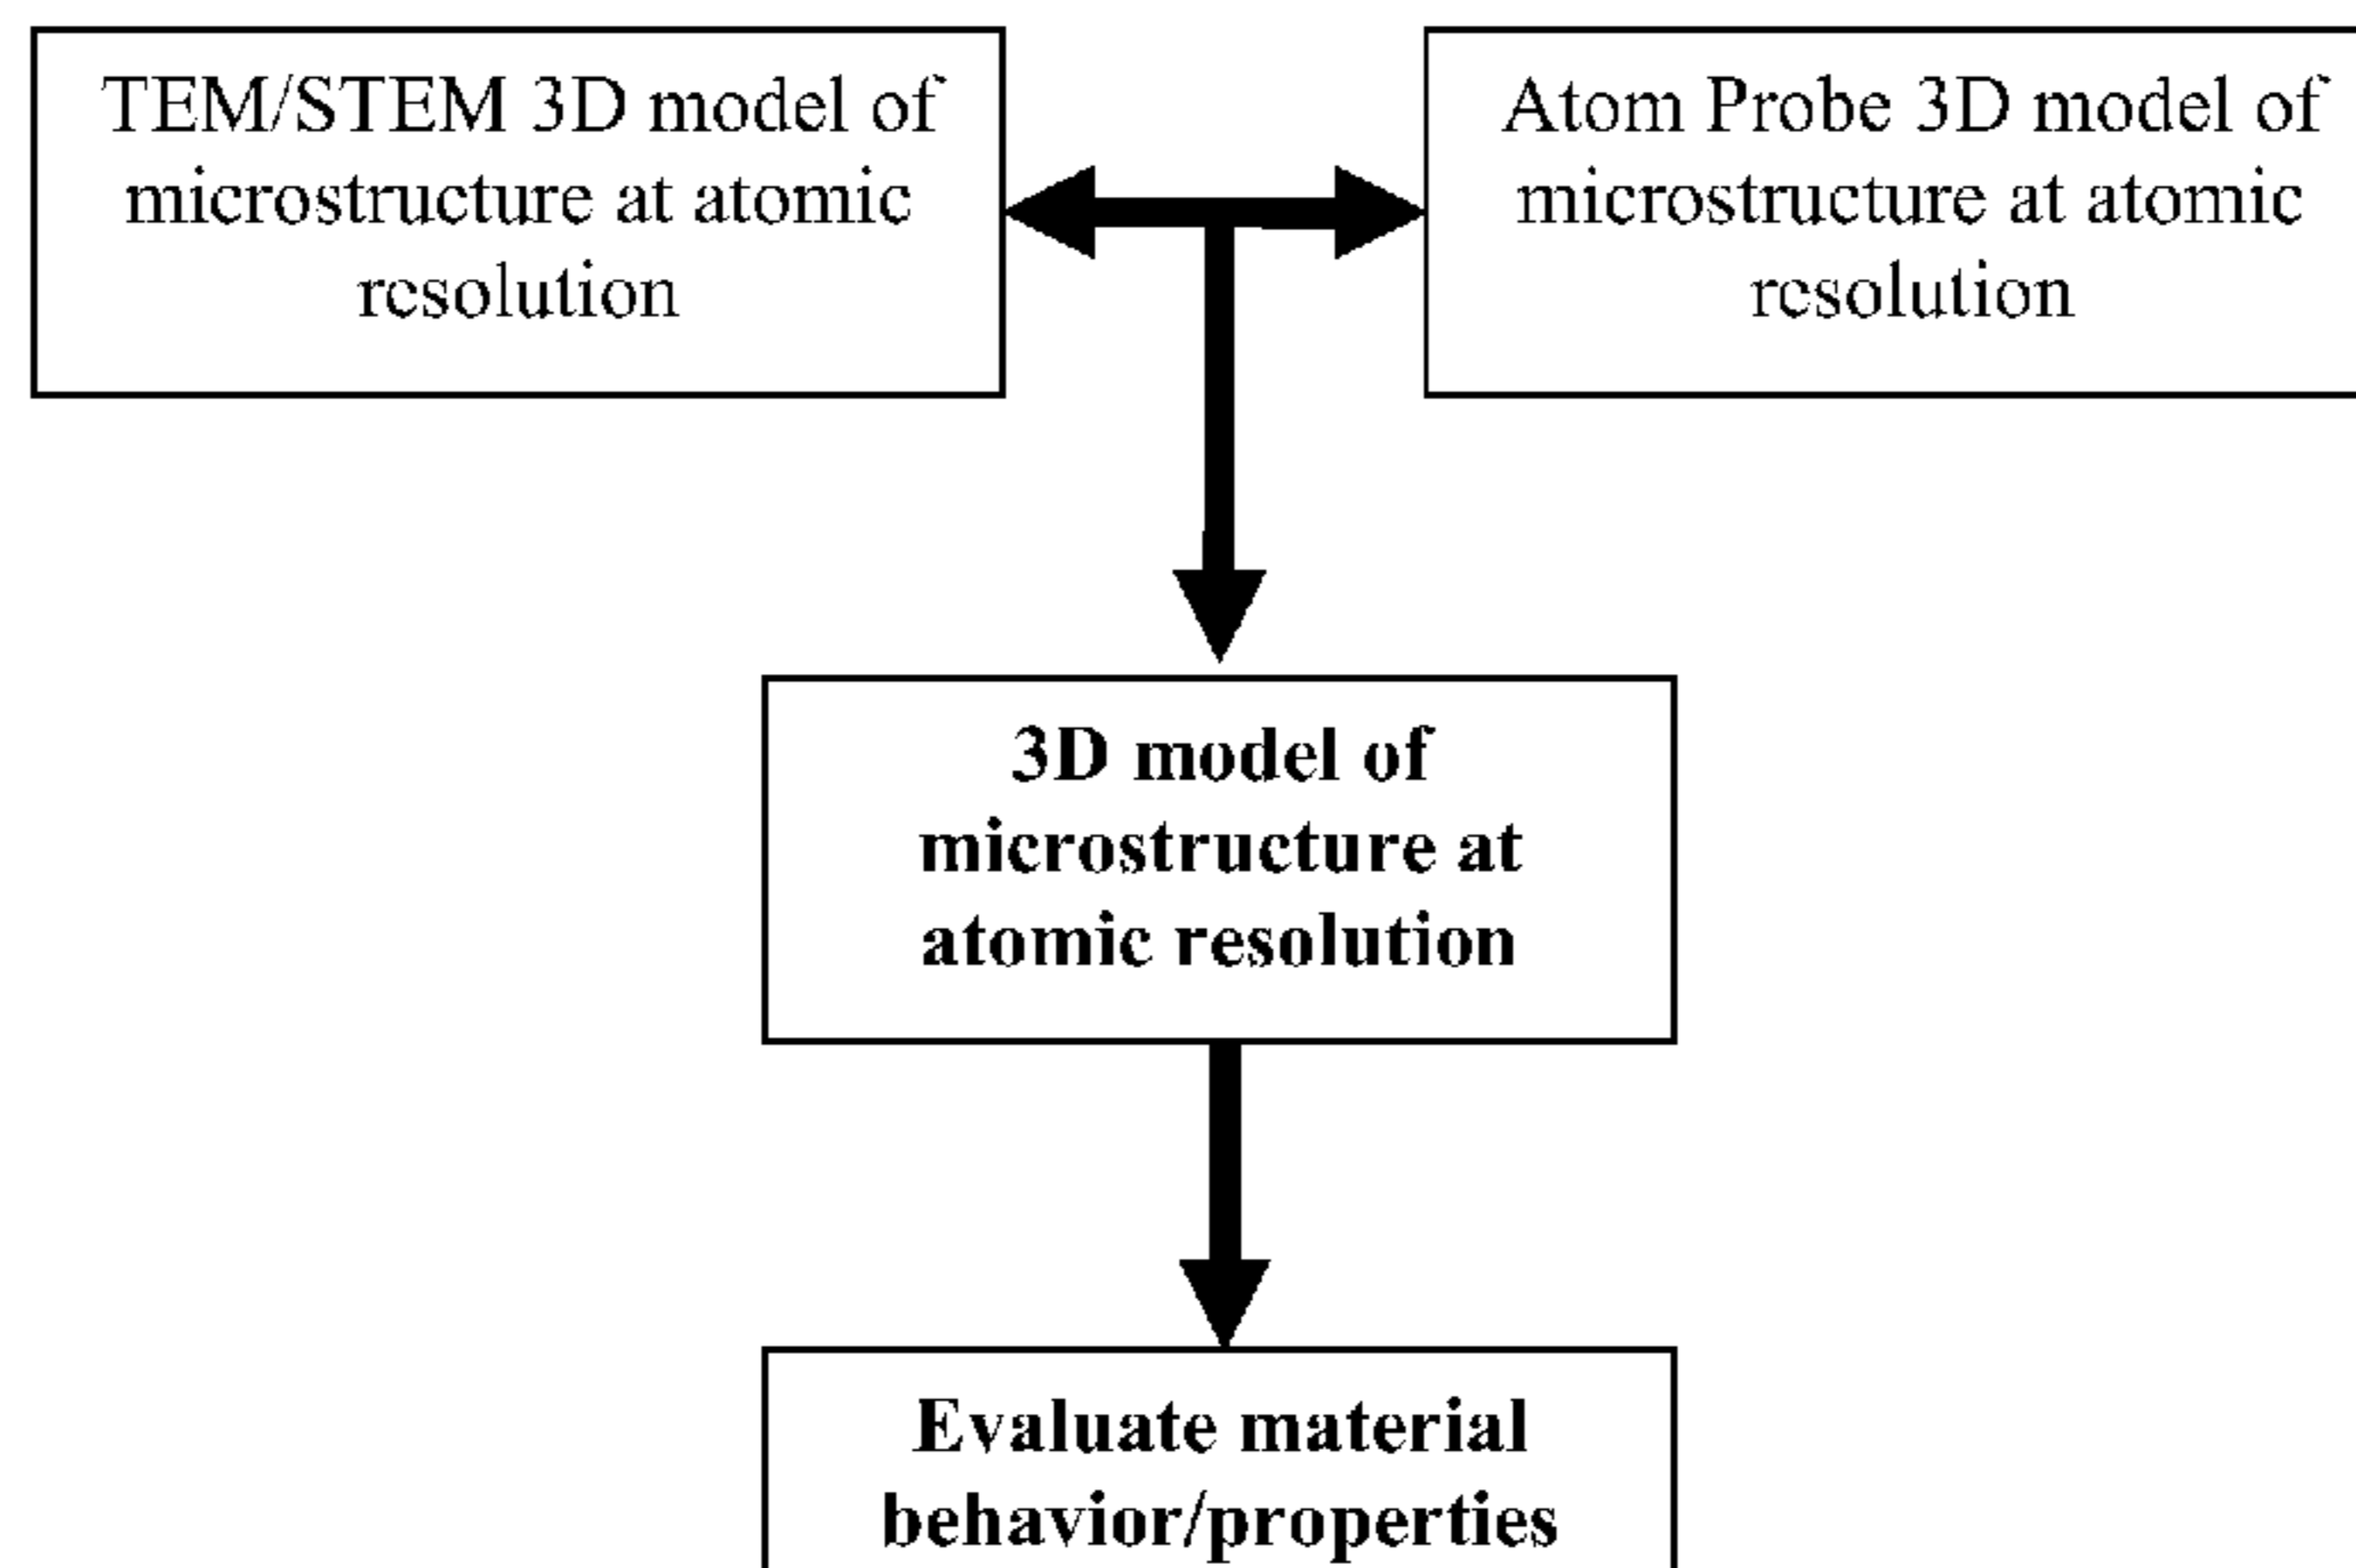 TEM/STEM 3D model of
microstructure at atomic
resolution
Atom Probe 3D model of
microstructure at atomic
resolution
3D model of
microstructure at
atomic resolution
Evaluate material
behavior/properties